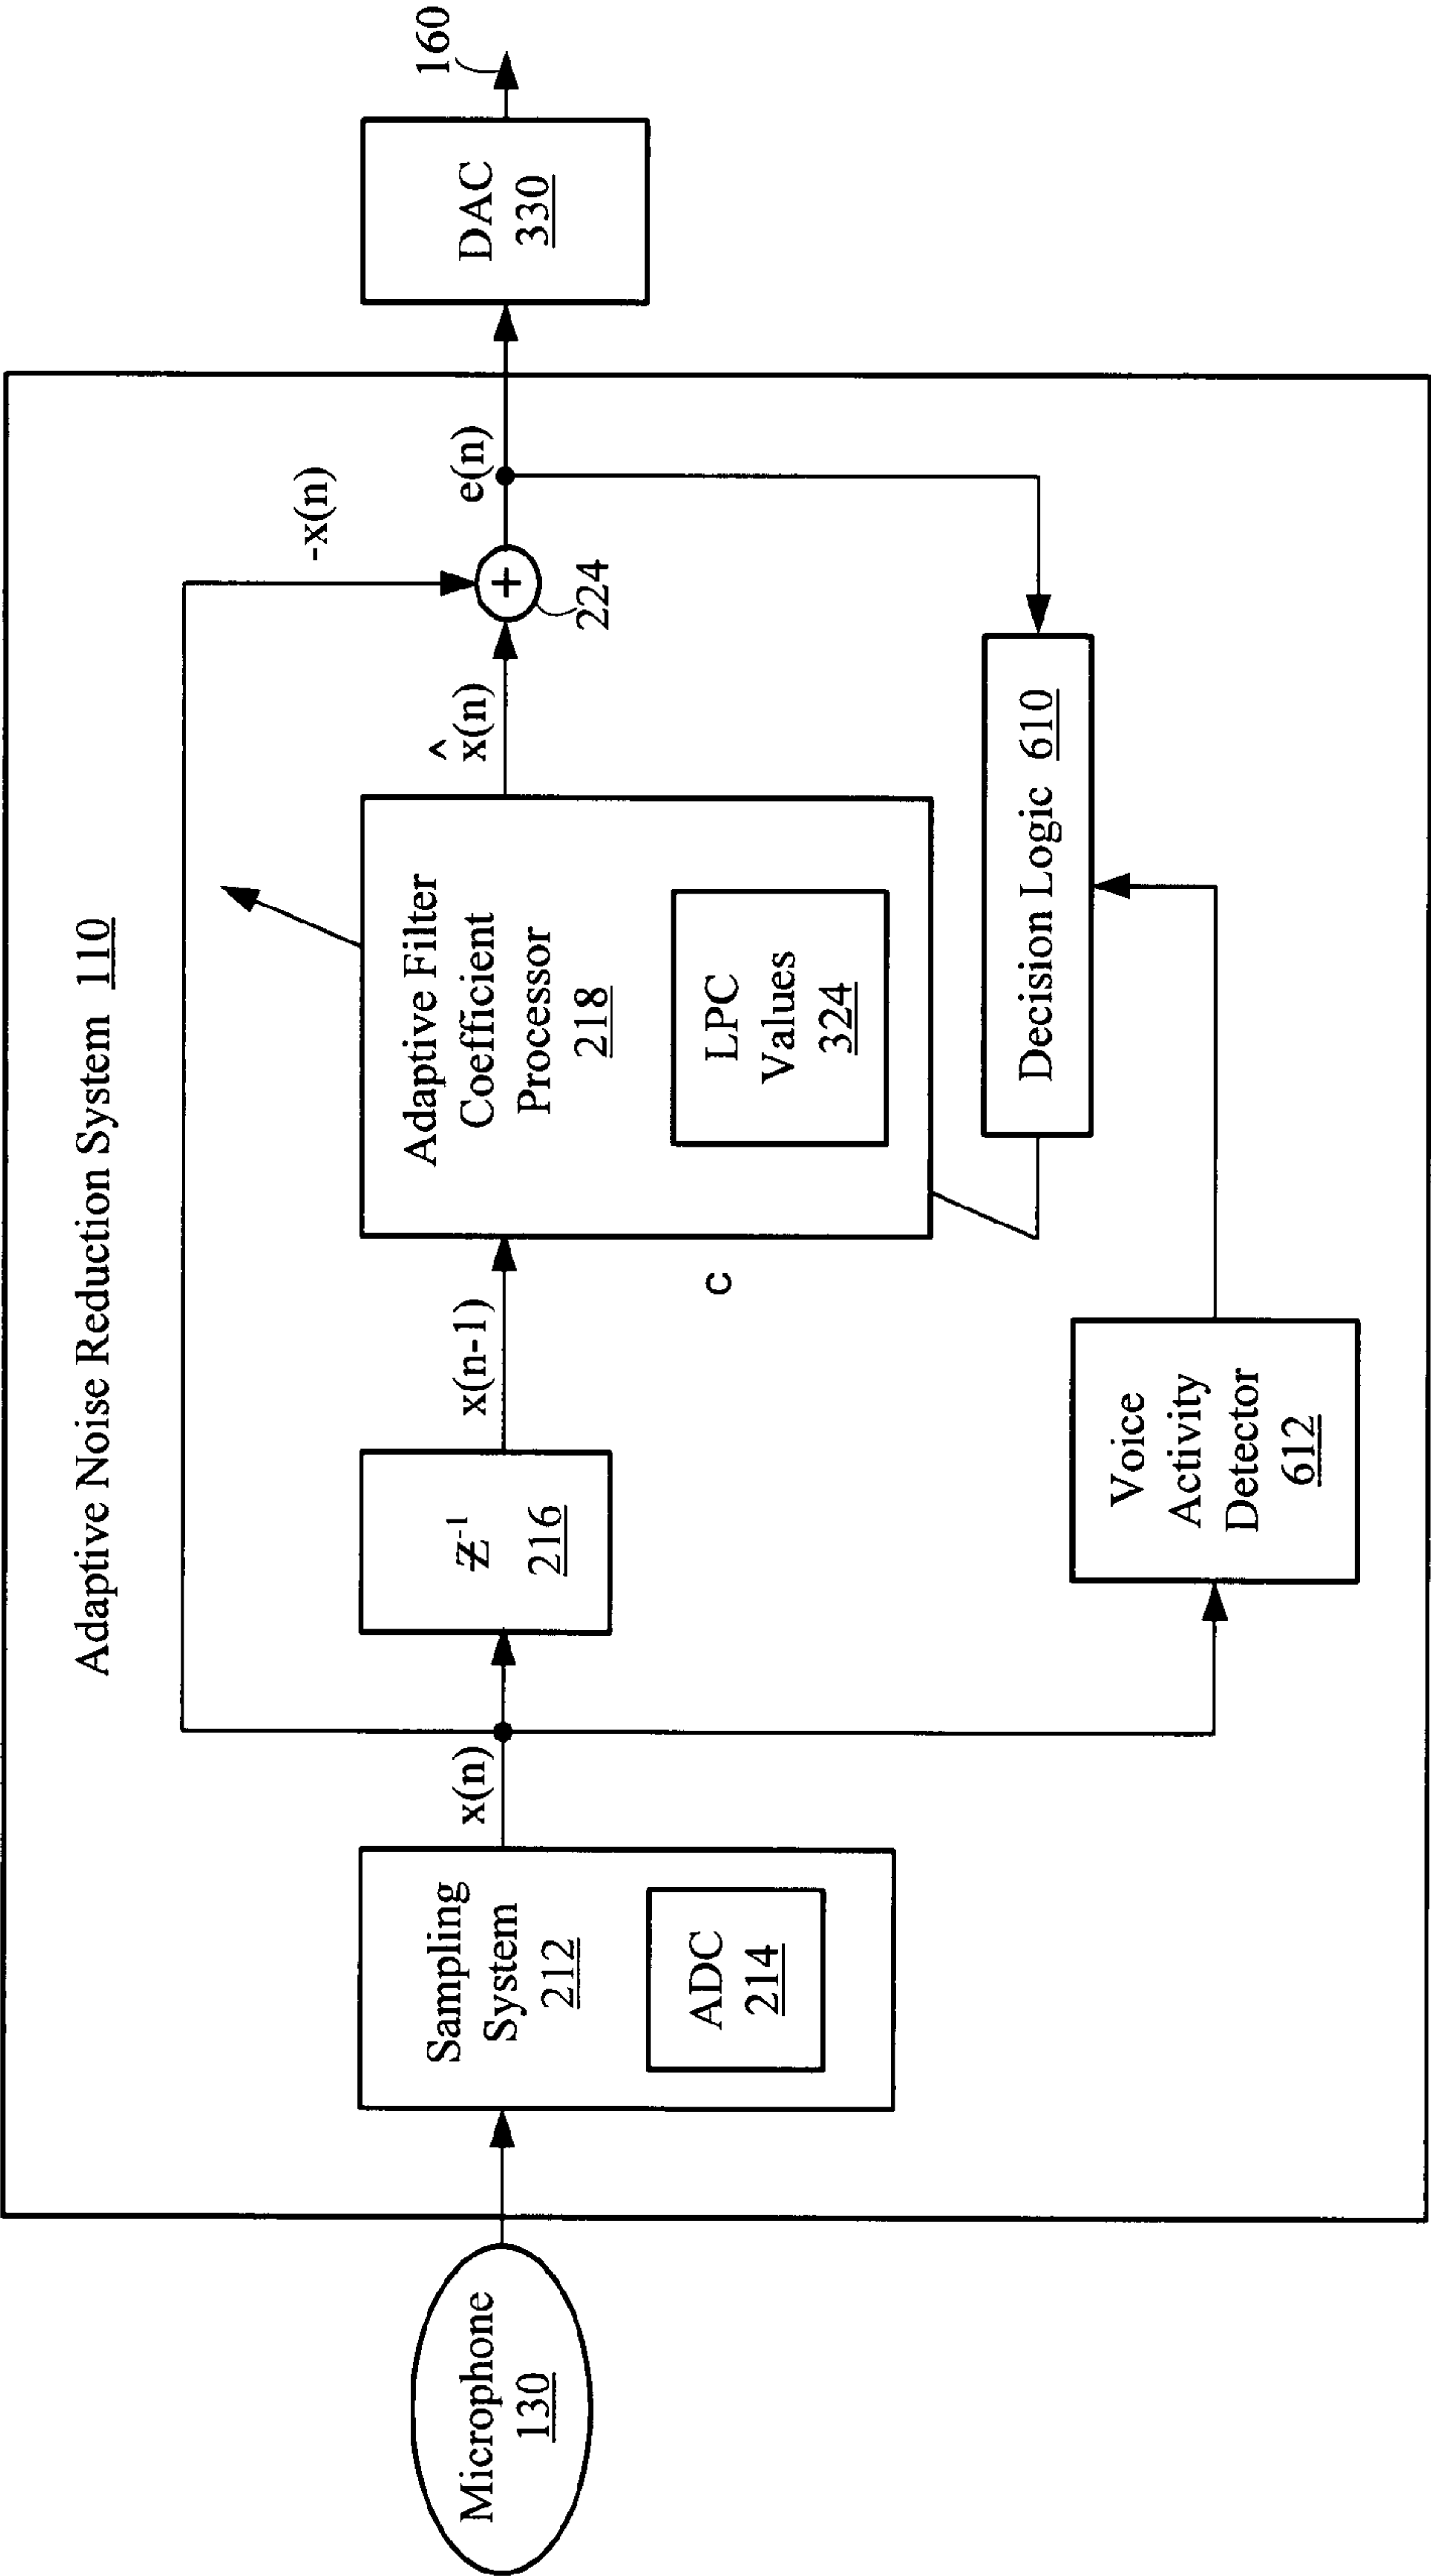 Adaptive Noise Reduction System 110
Microphone
130
Sampling
System
212
ADC
214
x(n)
Z⁻¹
216
x(n-1)
Adaptive Filter
Coefficient
Processor
218
LPC
Values
324
c
^
x(n)
-x(n)
+
224
e(n)
DAC
330
160
Decision Logic 610
Voice
Activity
Detector
612